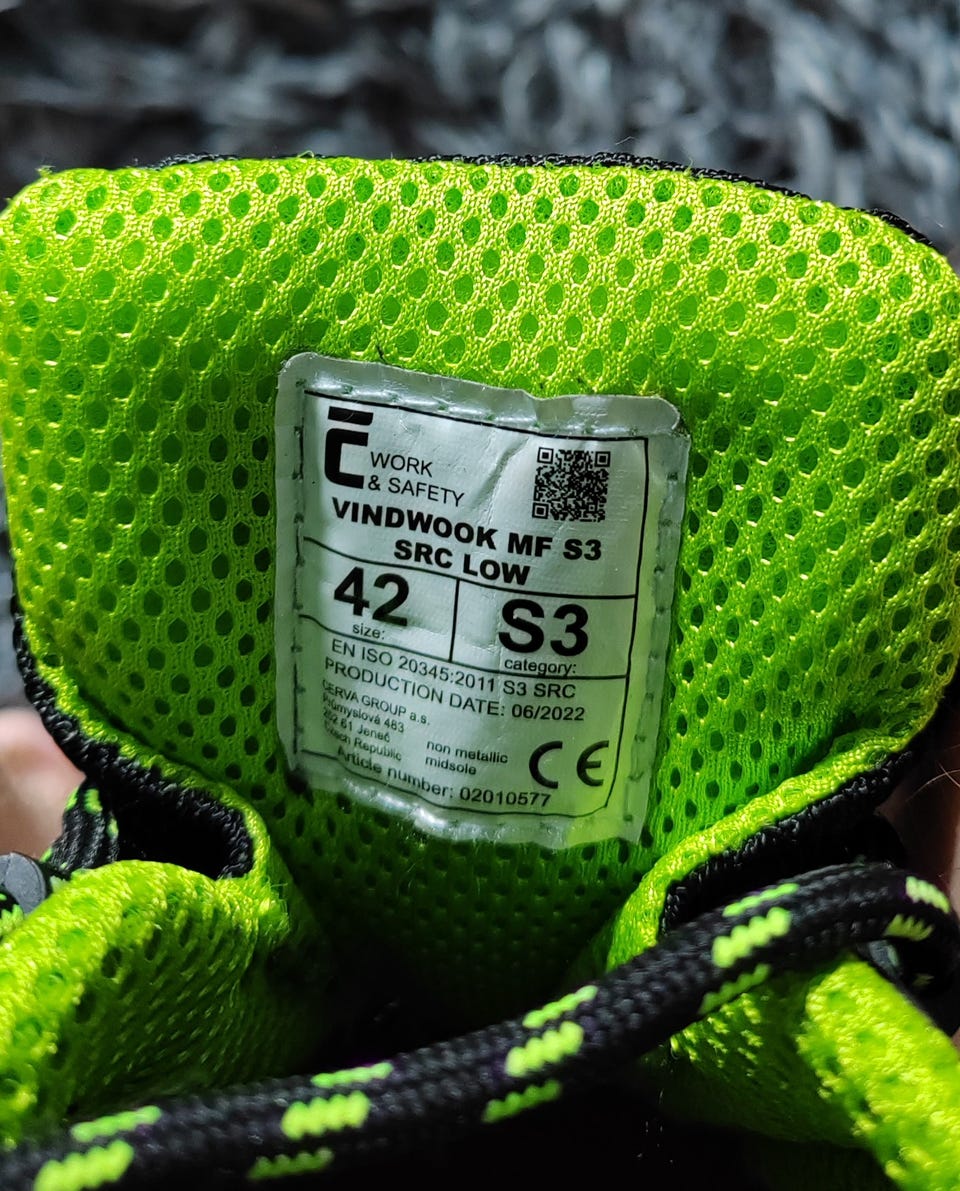 WORK
& SAFETY
VINDWOOK MF S3
SRC LOW
42
size:
S3
category:
EN ISO 20345:2011 S3 SRC
PRODUCTION DATE: 06/2022
CERVA GROUP a.s.
Průmyslová 483
252 61 Jeneč
Czech Republic
non metallic
midsole
CE
Article number: 02010577